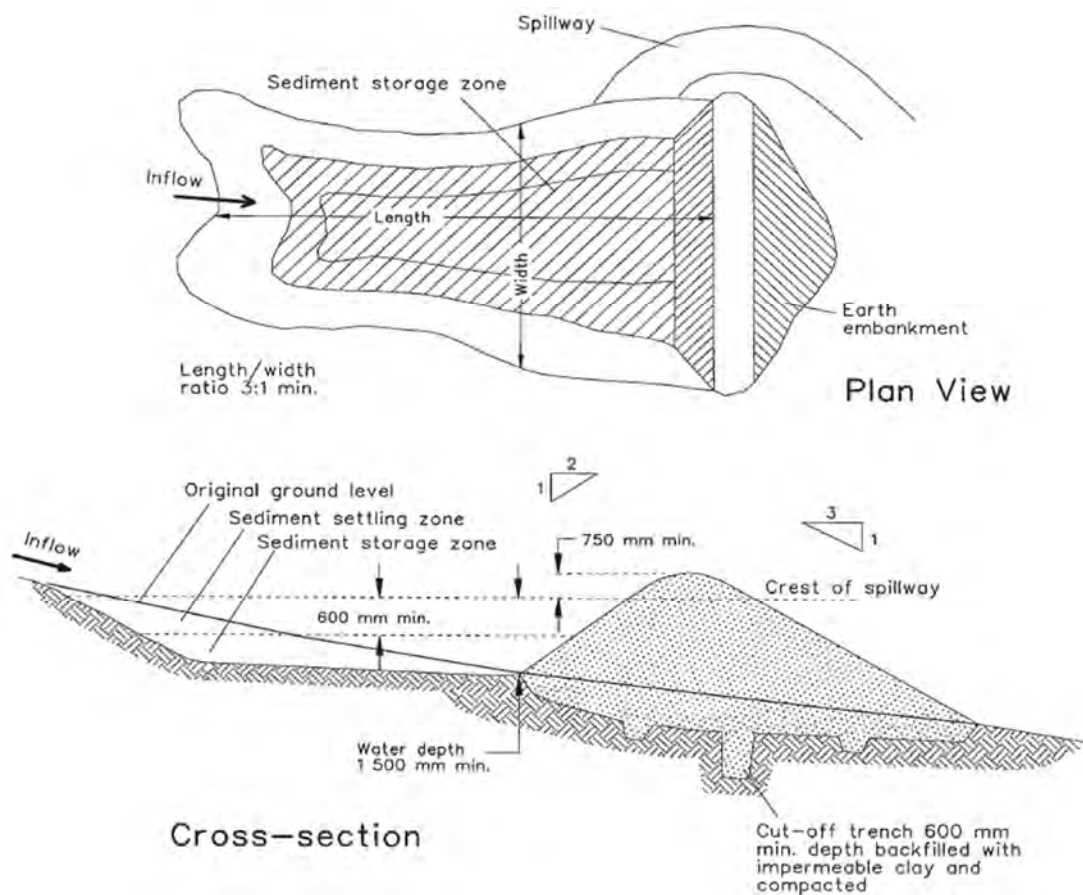 Spillway
Sediment storage zone
Inflow
Length
Width
Earth
embankment
Length/width
ratio 3:1 min.
Plan View
2
1
Original ground level
3
Sediment settling zone
1
Inflow
Sediment storage zone
750 mm min.
Crest of spillway
600 mm min.
Water depth
1 500 mm min.
Cross-section
Cut-off trench 600 mm
min. depth backfilled with
impermeable clay and
compacted